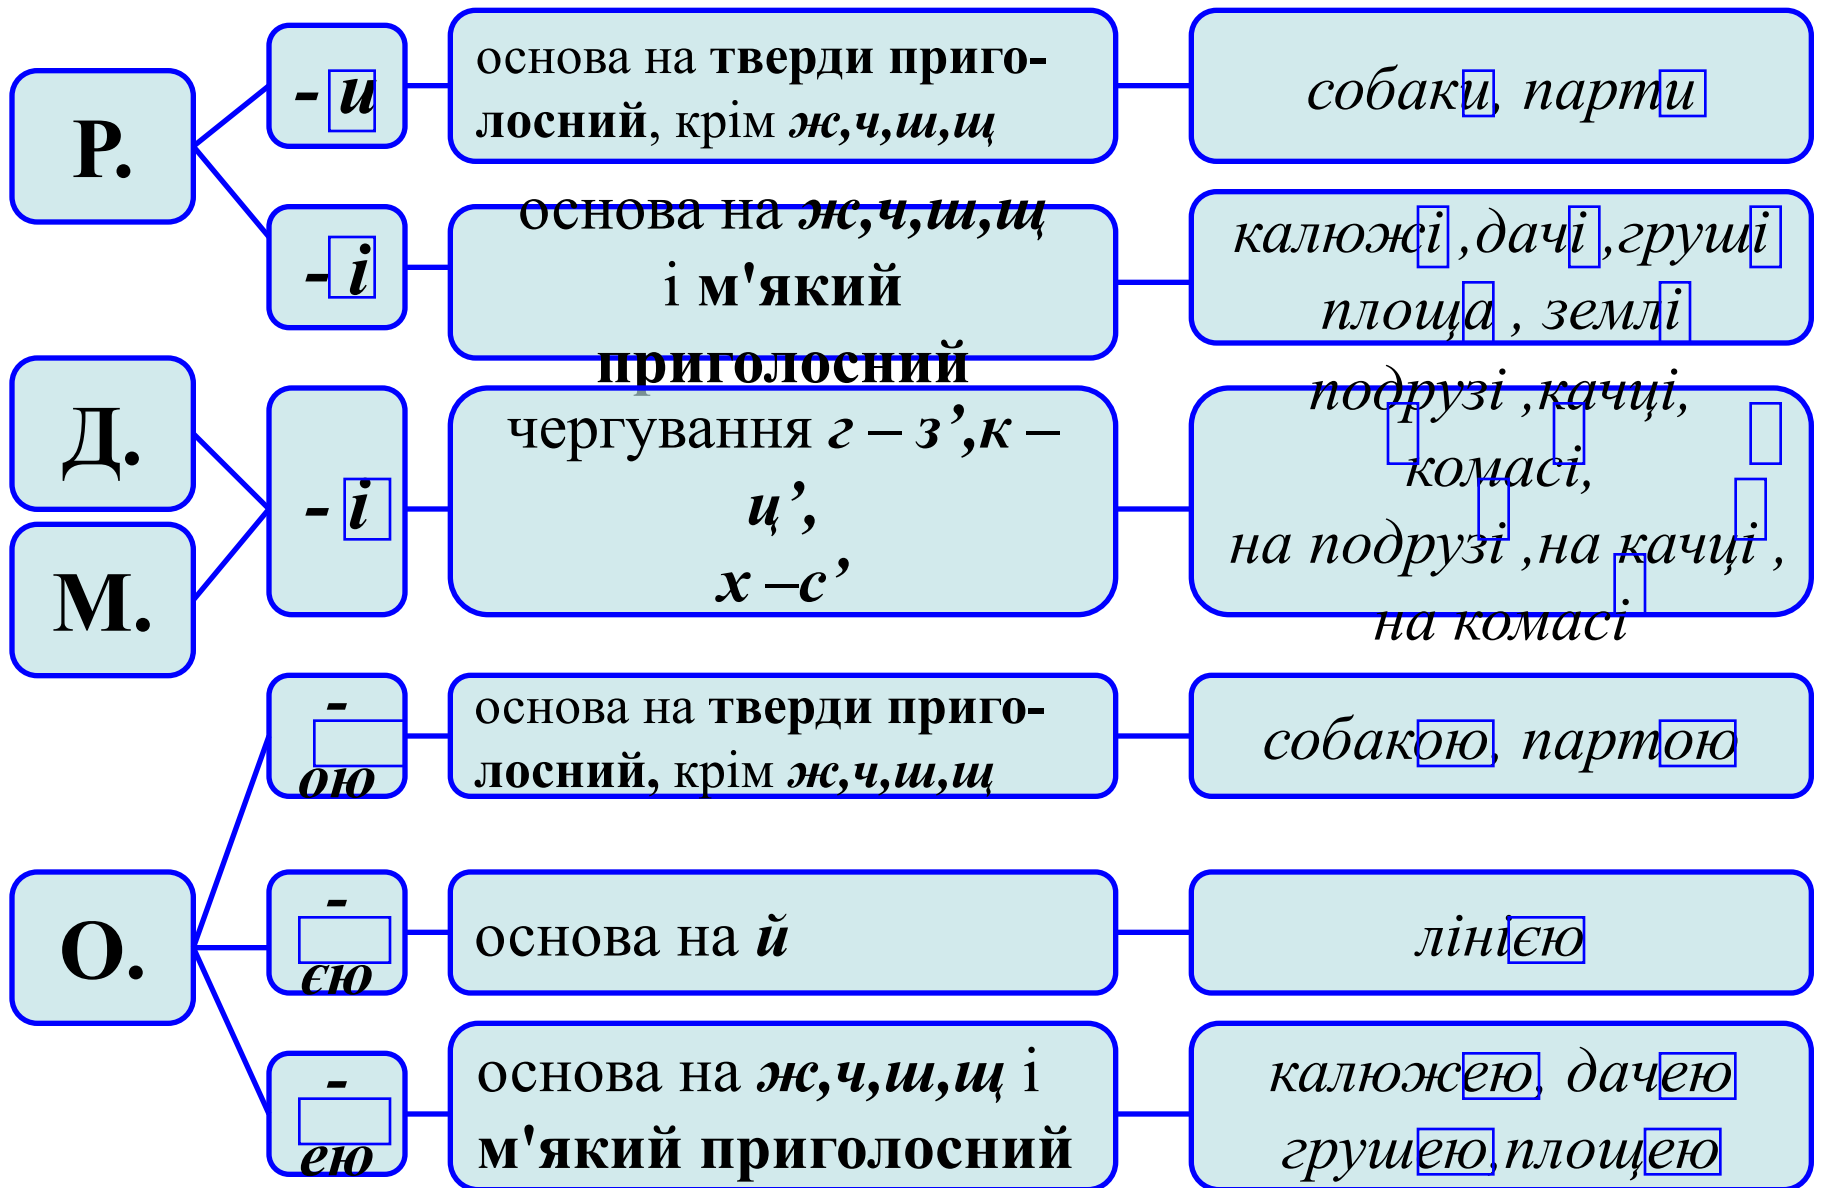 Р.
- и
основа на тверди приго-
лосний, крім ж,ч,ш,щ
собаки, парти
- і
основа на ж,ч,ш,щ
і м'який
приголосний
калюжі ,дачі ,груші
площа , землі
Д.
М.
- і
чергування г – з’,к –
ц’,
х –с’
подрузі ,качці,
комасі,
на подрузі ,на качці ,
на комасі
О.
-
ою
основа на тверди приго-
лосний, крім ж,ч,ш,щ
собакою, партою
-
єю
основа на й
лінією
-
ею
основа на ж,ч,ш,щ і
м'який приголосний
калюжею, дачею
грушею,площею